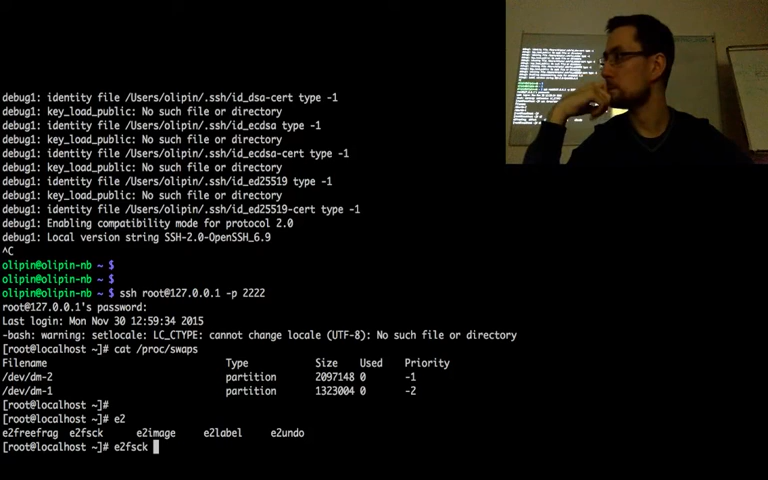 debug1: identity file /Users/olipin/.ssh/id_dsa-cert type -1
debug1: key_load_public: No such file or directory
debug1: identity file /Users/olipin/.ssh/id_ecdsa type -1
debug1: key_load_public: No such file or directory
debug1: identity file /Users/olipin/.ssh/id_ecdsa-cert type -1
debug1: key_load_public: No such file or directory
debug1: identity file /Users/olipin/.ssh/id_ed25519 type -1
debug1: key_load_public: No such file or directory
debug1: identity file /Users/olipin/.ssh/id_ed25519-cert type -1
debug1: Enabling compatibility mode for protocol 2.0
debug1: Local version string SSH-2.0-OpenSSH_6.9
^C
olipin@olipin-nb ~ $
olipin@olipin-nb ~ $
olipin@olipin-nb ~ $ ssh root@127.0.0.1 -p 2222
root@127.0.0.1's password:
Last login: Mon Nov 30 12:59:34 2015
-bash: warning: setlocale: LC_CTYPE: cannot change locale (UTF-8): No such file or directory
[root@localhost ~]# cat /proc/swaps
Filename Type Size Used Priority
/dev/dm-2 partition 2097148 0 -1
/dev/dm-1 partition 1323004 0 -2
[root@localhost ~]#
[root@localhost ~]# e2
e2freefrag e2fsck e2image e2label e2undo
[root@localhost ~]# e2fsck